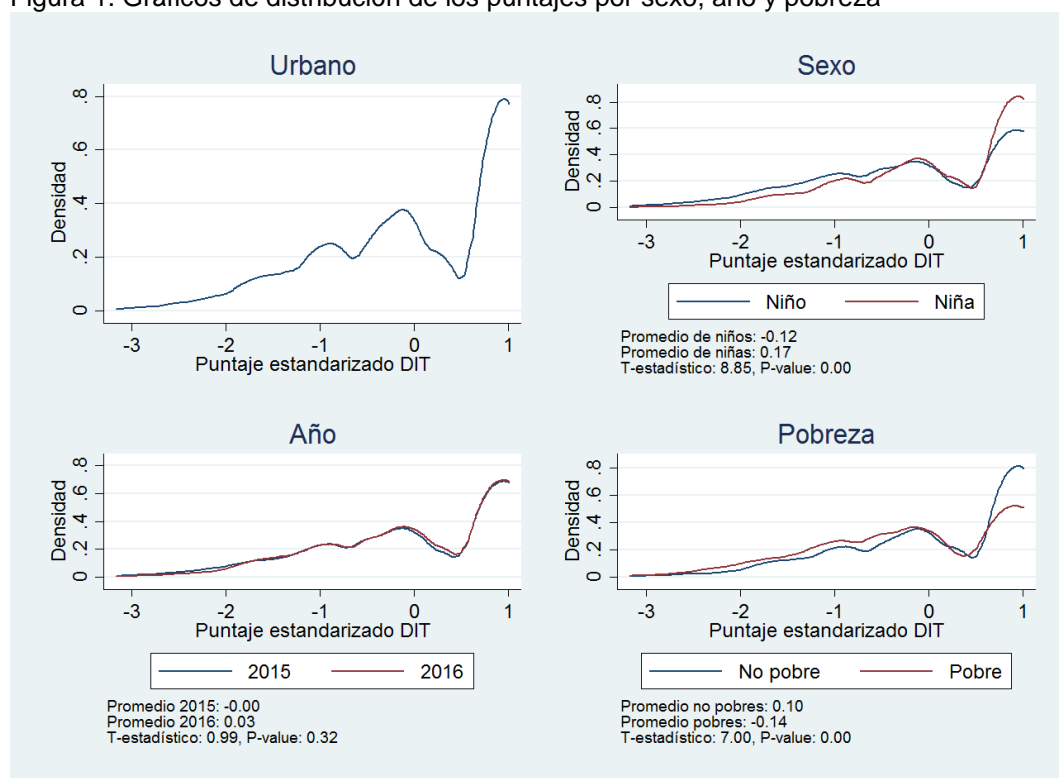 Figura 1. Gráficos de distribución de los puntajes por sexo, año y pobreza
Urbano
Densidad
0 .2 .4 .6 .8
-3 -2 -1 0 1
Puntaje estandarizado DIT
Sexo
Densidad
0 .2 .4 .6 .8
-3 -2 -1 0 1
Puntaje estandarizado DIT
Niño Niña
Promedio de niños: -0.12
Promedio de niñas: 0.17
T-estadístico: 8.85, P-value: 0.00
Año
Densidad
0 .2 .4 .6 .8
-3 -2 -1 0 1
Puntaje estandarizado DIT
2015 2016
Promedio 2015: -0.00
Promedio 2016: 0.03
T-estadístico: 0.99, P-value: 0.32
Pobreza
Densidad
0 .2 .4 .6 .8
-3 -2 -1 0 1
Puntaje estandarizado DIT
No pobre Pobre
Promedio no pobres: 0.10
Promedio pobres: -0.14
T-estadístico: 7.00, P-value: 0.00